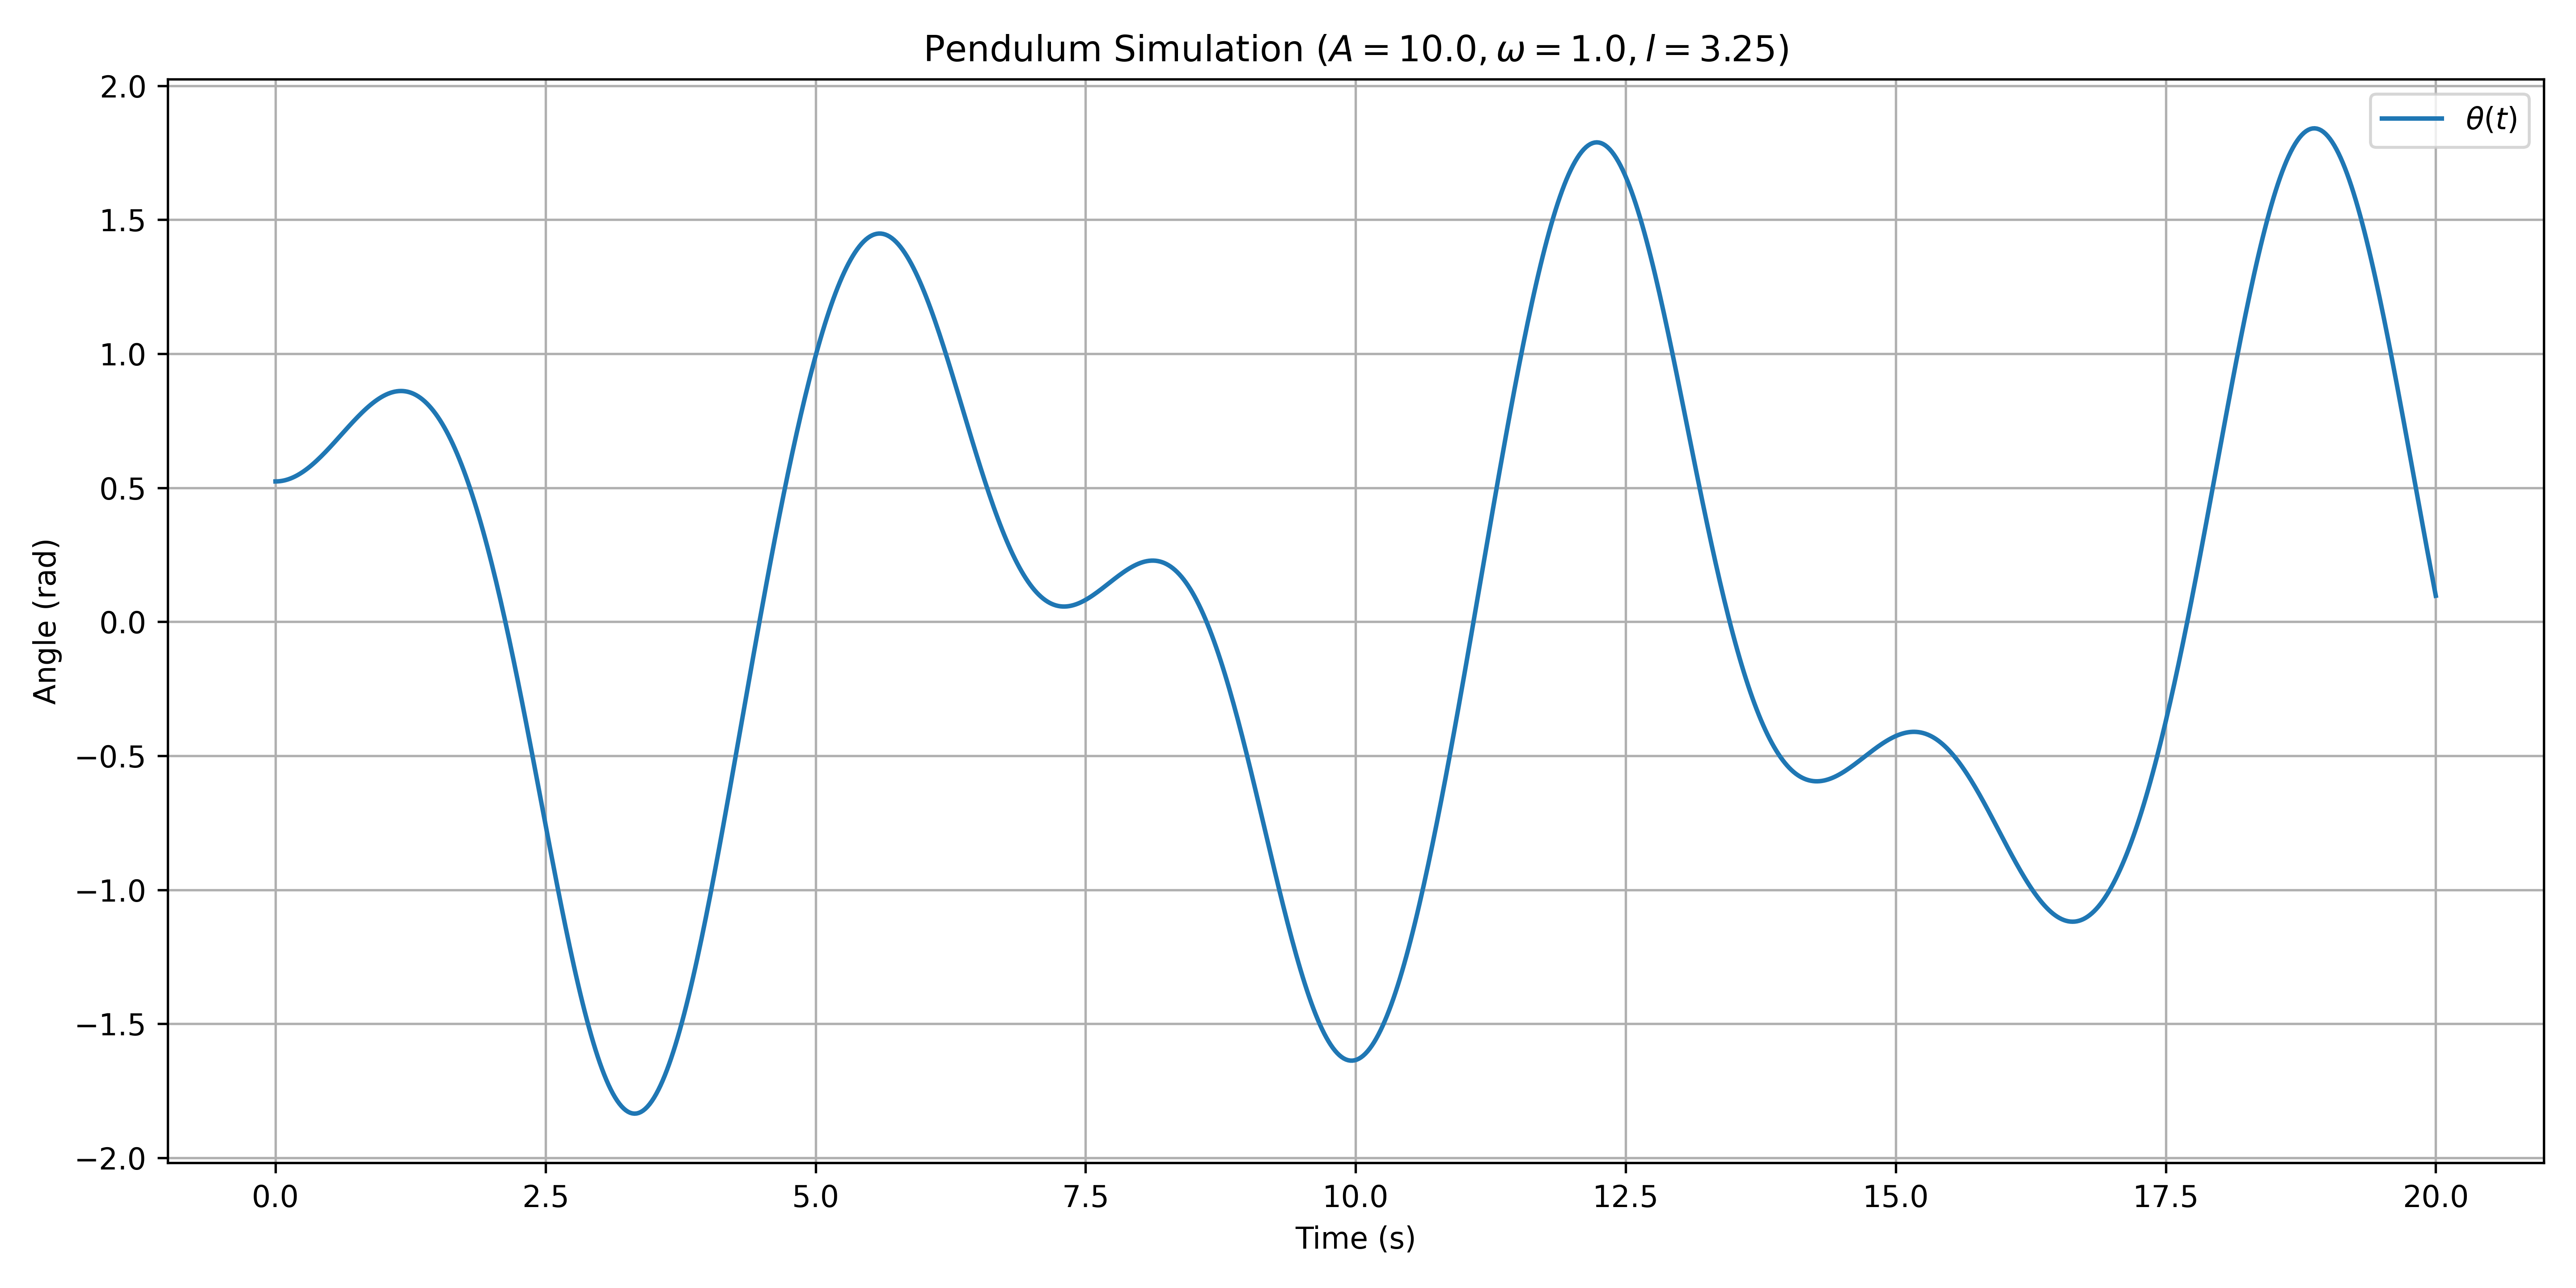 Pendulum Simulation (A = 10.0, ω = 1.0, l = 3.25)
θ(t)
Angle (rad)
2.0
1.5
1.0
0.5
0.0
−0.5
−1.0
−1.5
−2.0
0.0 2.5 5.0 7.5 10.0 12.5 15.0 17.5 20.0
Time (s)